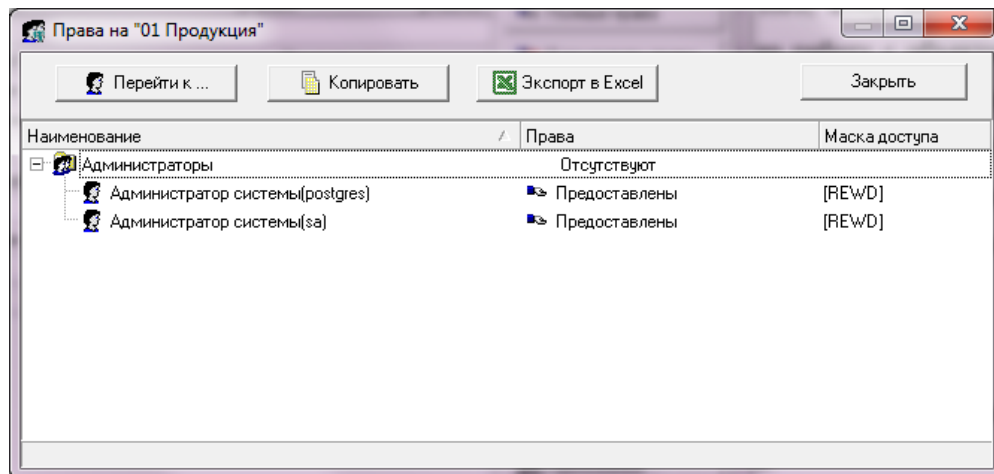 Права на "01 Продукция"
Перейти к ... Копировать Экспорт в Excel Закрыть
Наименование Права Маска доступа
Администраторы Отсутствуют
Администратор системы(postgres) Предоставлены [REWD]
Администратор системы(sa) Предоставлены [REWD]